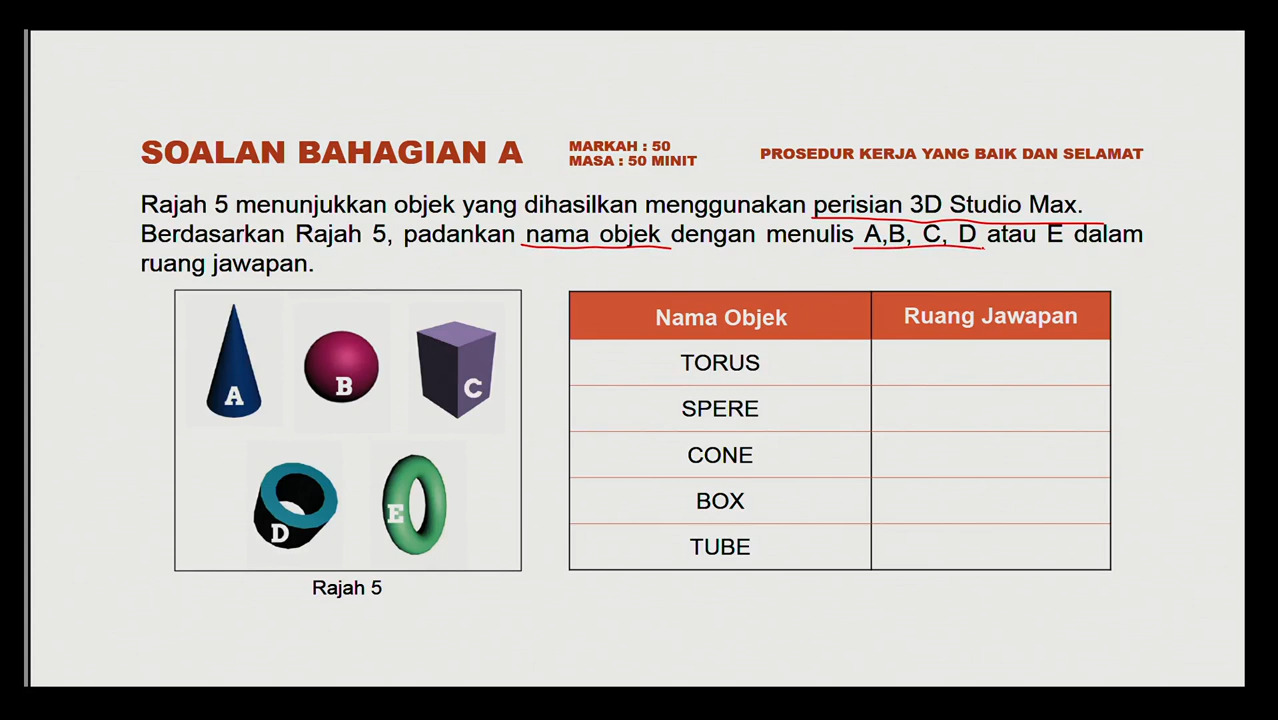 SOALAN BAHAGIAN A
MARKAH : 50
MASA : 50 MINIT
PROSEDUR KERJA YANG BAIK DAN SELAMAT
Rajah 5 menunjukkan objek yang dihasilkan menggunakan perisian 3D Studio Max.
Berdasarkan Rajah 5, padankan nama objek dengan menulis A,B, C, D atau E dalam
ruang jawapan.
A
B
C
D
E
Rajah 5
Nama Objek Ruang Jawapan
TORUS
SPERE
CONE
BOX
TUBE